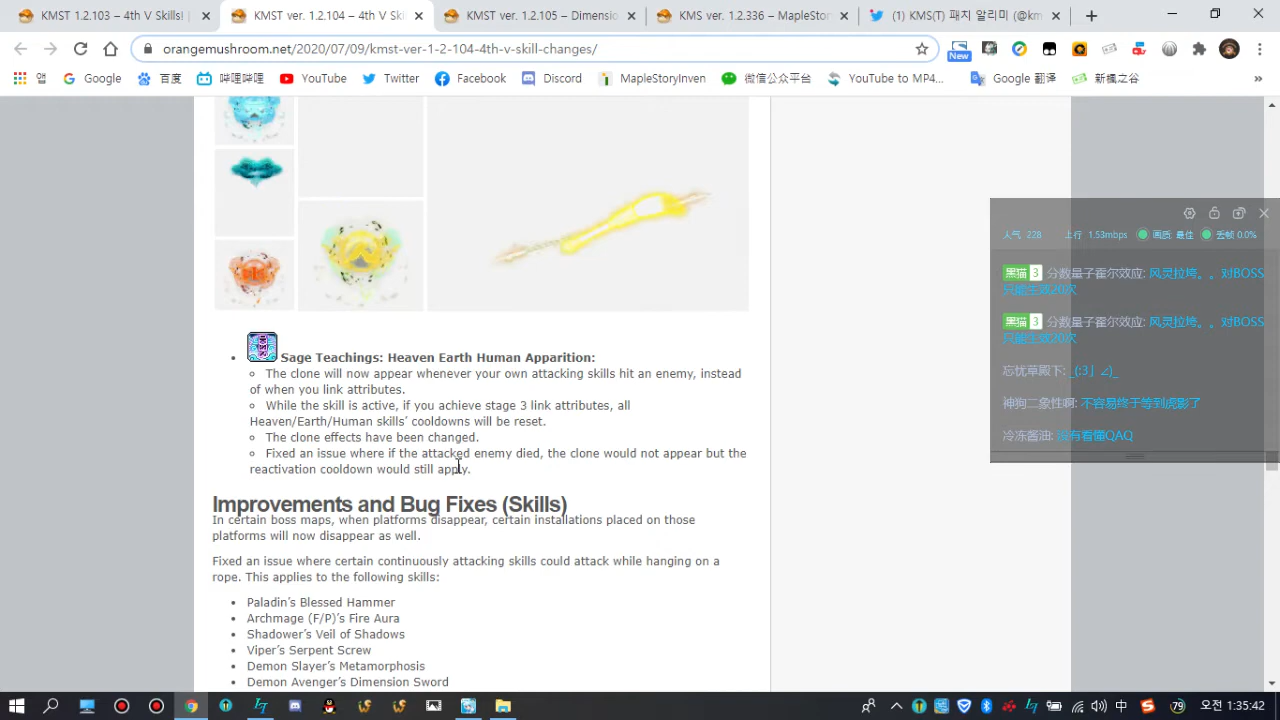 KMST 1.2.103 – 4th V Skills! |
KMST ver. 1.2.104 – 4th V Ski
KMST ver. 1.2.105 – Dimensio
KMS ver. 1.2.336 – MapleStor
(1) KMS(T) 패치 알리미 (@km
orangemushroom.net/2020/07/09/kmst-ver-1-2-104-4th-v-skill-changes/
New
앱
Google
百度
哔哩哔哩
YouTube
Twitter
Facebook
Discord
MapleStoryInven
微信公众平台
YouTube to MP4...
Google 翻译
新楓之谷
»
人气 228 上行 1.53mbps 画质 最佳 丢帧 0.0%
黑猫 3 分数量子霍尔效应: 风灵拉垮。。对BOSS
只能生效20次
黑猫 3 分数量子霍尔效应: 风灵拉垮。。对BOSS
只能生效20次
忘忧草殿下: _(:3」∠)_
神狗二象性啊: 不容易终于等到虎影了
冷冻酱油: 没有看懂QAQ
Sage Teachings: Heaven Earth Human Apparition:
The clone will now appear whenever your own attacking skills hit an enemy, instead
of when you link attributes.
While the skill is active, if you achieve stage 3 link attributes, all
Heaven/Earth/Human skills' cooldowns will be reset.
The clone effects have been changed.
Fixed an issue where if the attacked enemy died, the clone would not appear but the
reactivation cooldown would still apply.
Improvements and Bug Fixes (Skills)
In certain boss maps, when platforms disappear, certain installations placed on those
platforms will now disappear as well.
Fixed an issue where certain continuously attacking skills could attack while hanging on a
rope. This applies to the following skills:
Paladin's Blessed Hammer
Archmage (F/P)'s Fire Aura
Shadower's Veil of Shadows
Viper's Serpent Screw
Demon Slayer's Metamorphosis
Demon Avenger's Dimension Sword
中
79
오전 1:35:42